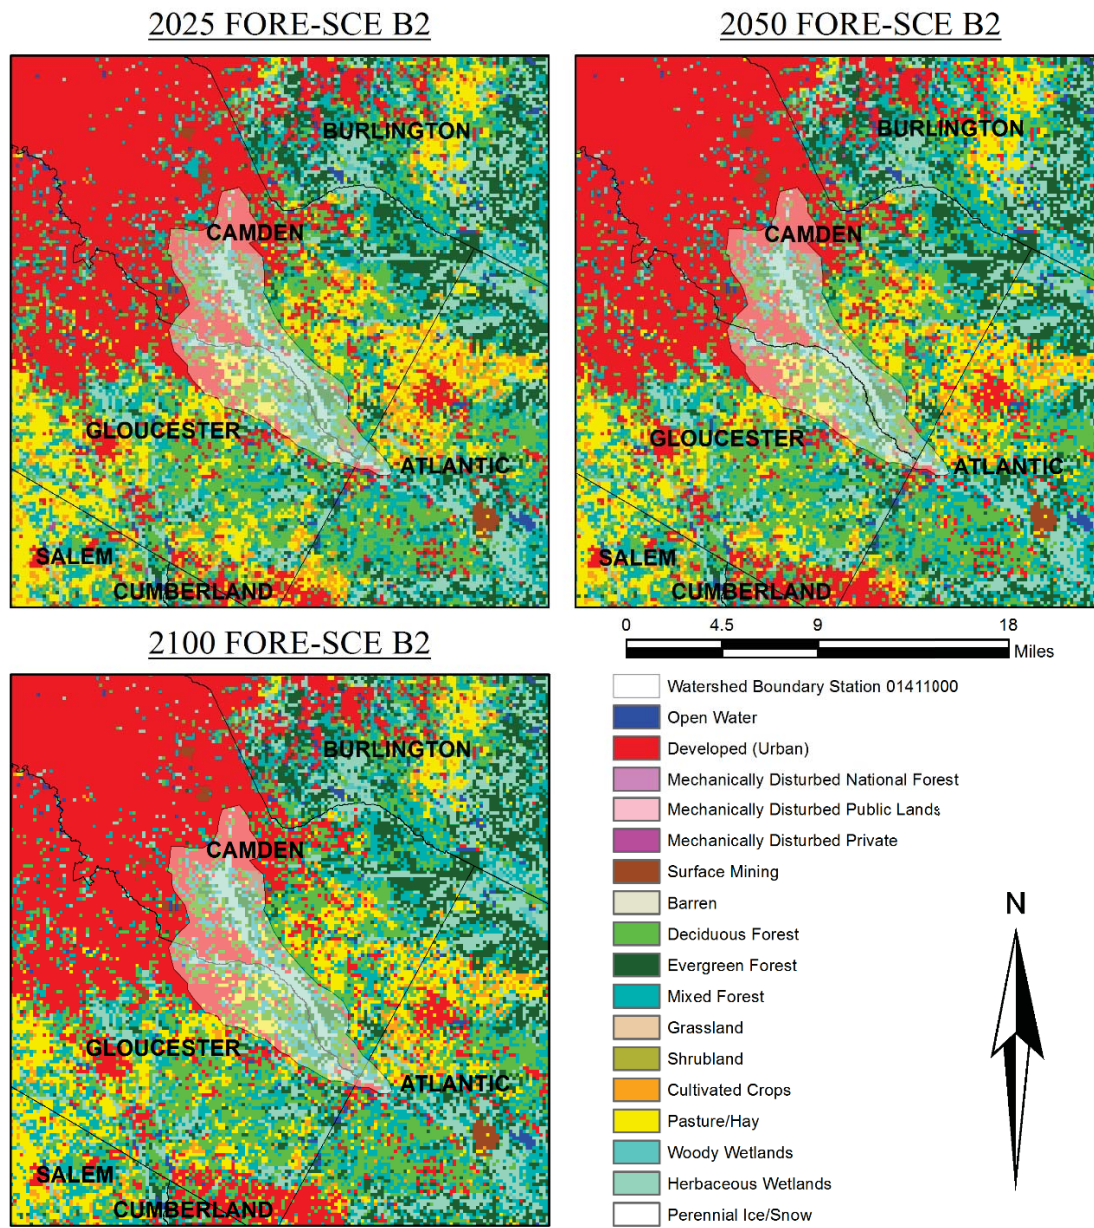 2025 FORE-SCE B2
BURLINGTON
CAMDEN
GLOUCESTER
ATLANTIC
SALEM
CUMBERLAND
2050 FORE-SCE B2
BURLINGTON
CAMDEN
GLOUCESTER
ATLANTIC
SALEM
CUMBERLAND
2100 FORE-SCE B2
BURLINGTON
CAMDEN
GLOUCESTER
ATLANTIC
SALEM
CUMBERLAND
0 4.5 9 18
Miles
Watershed Boundary Station 01411000
Open Water
Developed (Urban)
Mechanically Disturbed National Forest
Mechanically Disturbed Public Lands
Mechanically Disturbed Private
Surface Mining
Barren
Deciduous Forest
Evergreen Forest
Mixed Forest
Grassland
Shrubland
Cultivated Crops
Pasture/Hay
Woody Wetlands
Herbaceous Wetlands
Perennial Ice/Snow
N